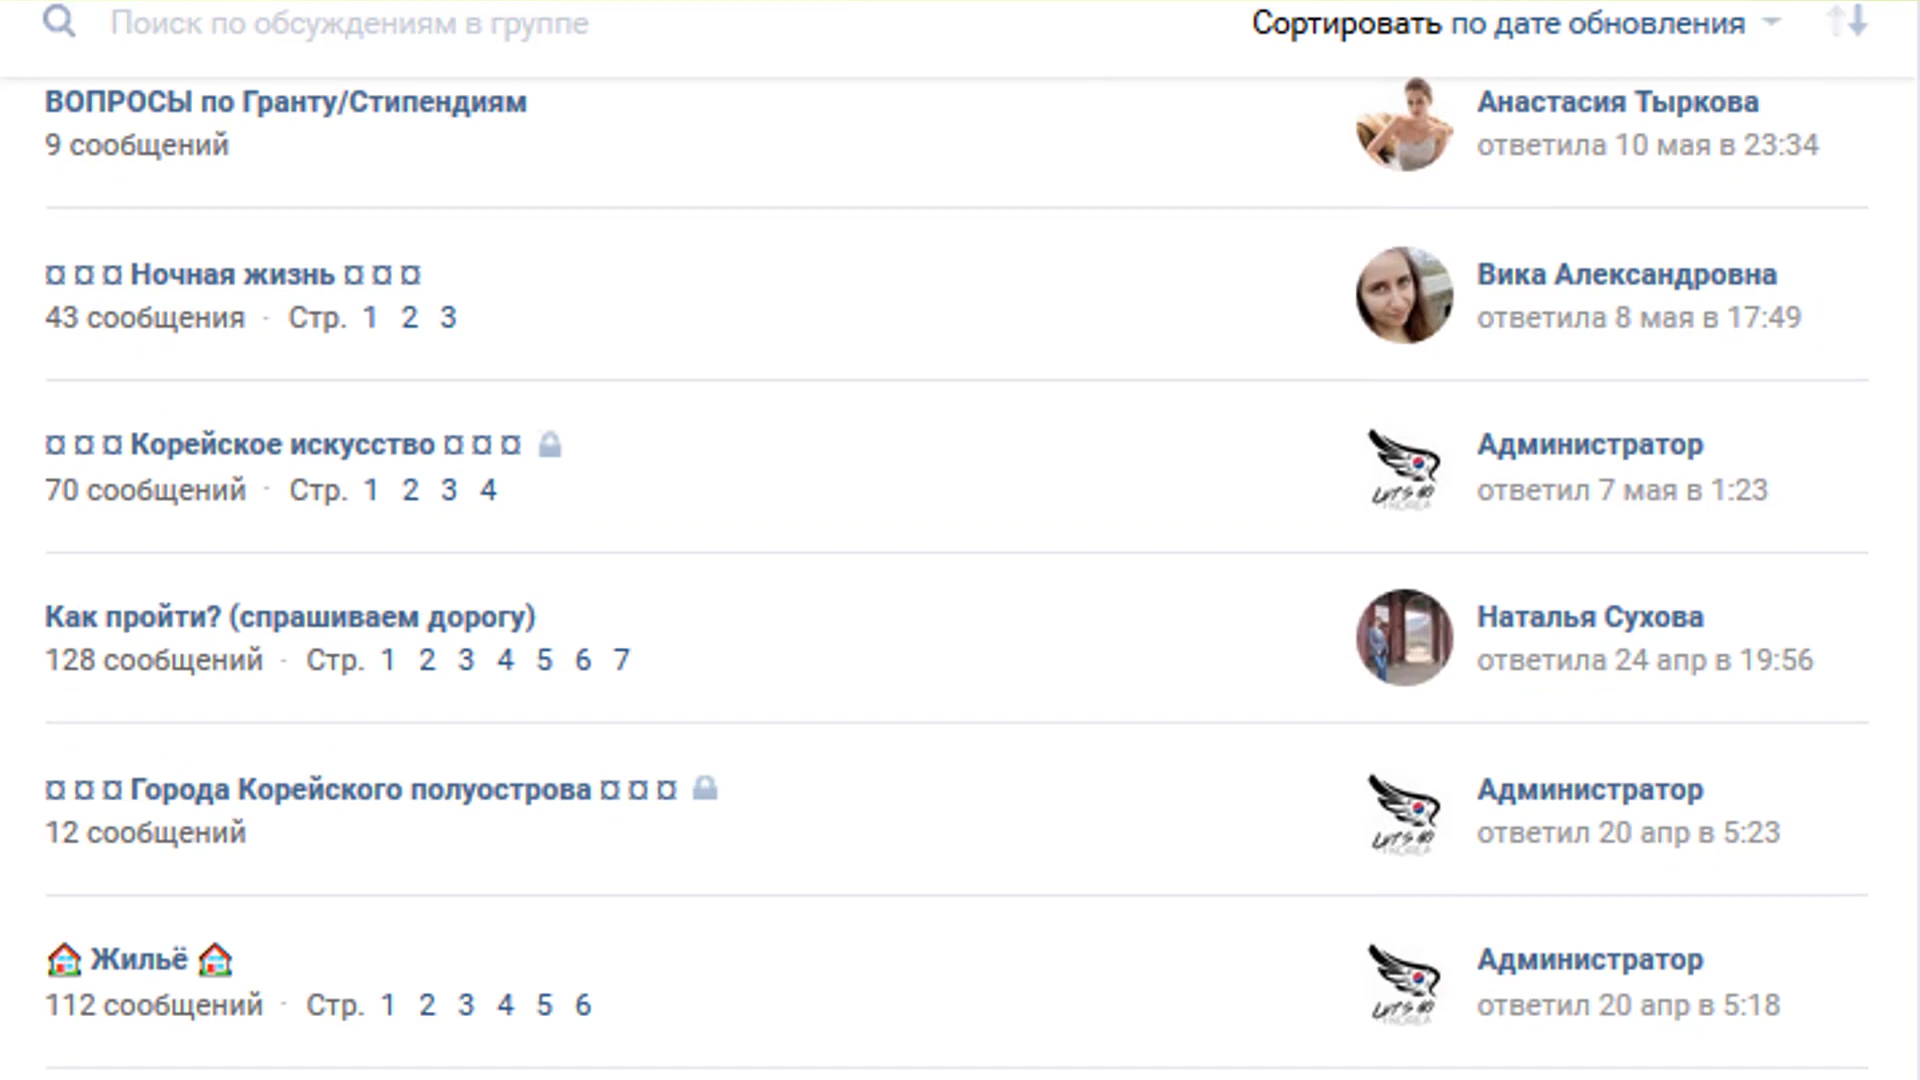 Поиск по обсуждениям в группе
Сортировать по дате обновления
ВОПРОСЫ по Гранту/Стипендиям
Анастасия Тыркова
9 сообщений
ответила 10 мая в 23:34
¤ ¤ ¤ Ночная жизнь ¤ ¤ ¤
Вика Александровна
43 сообщения · Стр. 1 2 3
ответила 8 мая в 17:49
¤ ¤ ¤ Корейское искусство ¤ ¤ ¤
Администратор
70 сообщений · Стр. 1 2 3 4
ответил 7 мая в 1:23
Как пройти? (спрашиваем дорогу)
Наталья Сухова
128 сообщений · Стр. 1 2 3 4 5 6 7
ответила 24 апр в 19:56
¤ ¤ ¤ Города Корейского полуострова ¤ ¤ ¤
Администратор
12 сообщений
ответил 20 апр в 5:23
Жильё
Администратор
112 сообщений · Стр. 1 2 3 4 5 6
ответил 20 апр в 5:18